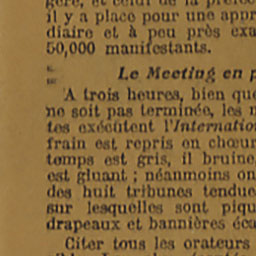 gère, et celui de la préfec
il y a place pour une appr
diaire et à peu près exa
50,000 manifestants.
Le Meeting en p
A trois heures, bien que
ne soit pas terminée, les m
tes exécutent l'Internatio
frain est repris en chœur
temps est gris, il bruine,
est gluant ; néanmoins on
des huit tribunes tendue
sur lesquelles sont piqu
drapeaux et bannières éca
Citer tous les orateurs